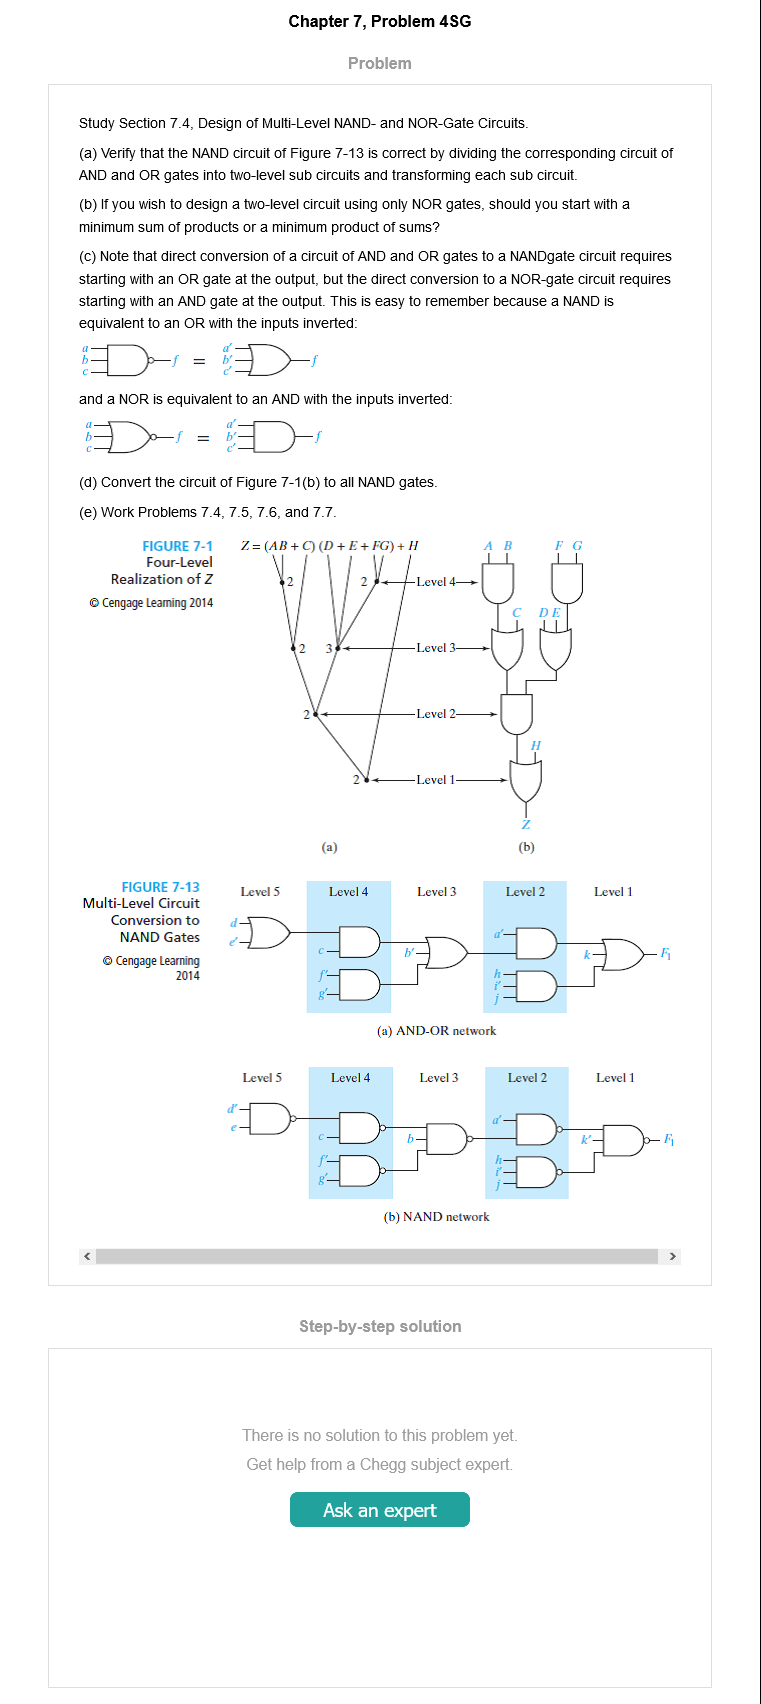 Chapter 7, Problem 4SG
Problem
Study Section 7.4, Design of Multi-Level NAND- and NOR-Gate Circuits.
(a) Verify that the NAND circuit of Figure 7-13 is correct by dividing the corresponding circuit of
AND and OR gates into two-level sub circuits and transforming each sub circuit.
(b) If you wish to design a two-level circuit using only NOR gates, should you start with a
minimum sum of products or a minimum product of sums?
(c) Note that direct conversion of a circuit of AND and OR gates to a NANDgate circuit requires
starting with an OR gate at the output, but the direct conversion to a NOR-gate circuit requires
starting with an AND gate at the output. This is easy to remember because a NAND is
equivalent to an OR with the inputs inverted:
a a'
b f = b' f
c c'
and a NOR is equivalent to an AND with the inputs inverted:
a a'
b f = b' f
c c'
(d) Convert the circuit of Figure 7-1(b) to all NAND gates.
(e) Work Problems 7.4, 7.5, 7.6, and 7.7.
FIGURE 7-1
Four-Level
Realization of Z
© Cengage Learning 2014
Z = (AB + C) (D + E + FG) + H
A B F G
2 2 Level 4
C D E
2 3 Level 3
2 Level 2
H
2 Level 1
Z
(a) (b)
FIGURE 7-13
Multi-Level Circuit
Conversion to
NAND Gates
© Cengage Learning
2014
Level 5 Level 4 Level 3 Level 2 Level 1
d
e'
c
f'
g'
b'
a'
h
i'
j
k
F1
(a) AND-OR network
Level 5 Level 4 Level 3 Level 2 Level 1
d'
e
c
f'
g'
b
a'
h
i'
j
k'
F1
(b) NAND network
Step-by-step solution
There is no solution to this problem yet.
Get help from a Chegg subject expert.
Ask an expert